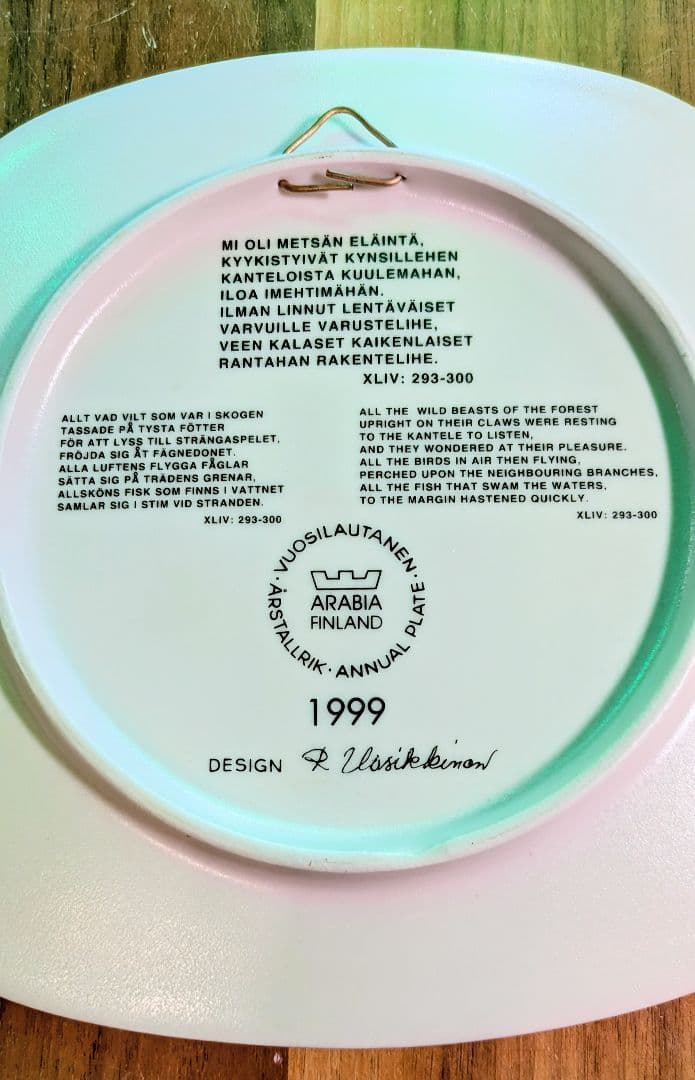 MI OLI METSÄN ELÄINTÄ,
KYYKISTYIVÄT KYNSILLEHEN
KANTELOISTA KUULEMAHAN,
ILOA IMEHTIMÄHÄN.
ILMAN LINNUT LENTÄVÄISET
VARVUILLE VARUSTELIHE,
VEEN KALASET KAIKENLAISET
RANTAHAN RAKENTELIHE.
XLIV: 293-300
ALLT VAD VILT SOM VAR I SKOGEN
TASSADE PÅ TYSTA FÖTTER
FÖR ATT LYSS TILL STRÄNGASPELET,
FRÖJDA SIG ÅT FÄGNEDONET.
ALLA LUFTENS FLYGGA FÅGLAR
SÄTTA SIG PÅ TRÄDENS GRENAR,
ALLSKÖNS FISK SOM FINNS I VATTNET
SAMLAR SIG I STIM VID STRANDEN.
XLIV: 293-300
ALL THE WILD BEASTS OF THE FOREST
UPRIGHT ON THEIR CLAWS WERE RESTING
TO THE KANTELE TO LISTEN,
AND THEY WONDERED AT THEIR PLEASURE.
ALL THE BIRDS IN AIR THEN FLYING,
PERCHED UPON THE NEIGHBOURING BRANCHES,
ALL THE FISH THAT SWAM THE WATERS,
TO THE MARGIN HASTENED QUICKLY.
XLIV: 293-300
· VUOSILAUTANEN ·
ARABIA
FINLAND
ÅRSTALLRIK · ANNUAL PLATE
1999
DESIGN R Uosikkinen